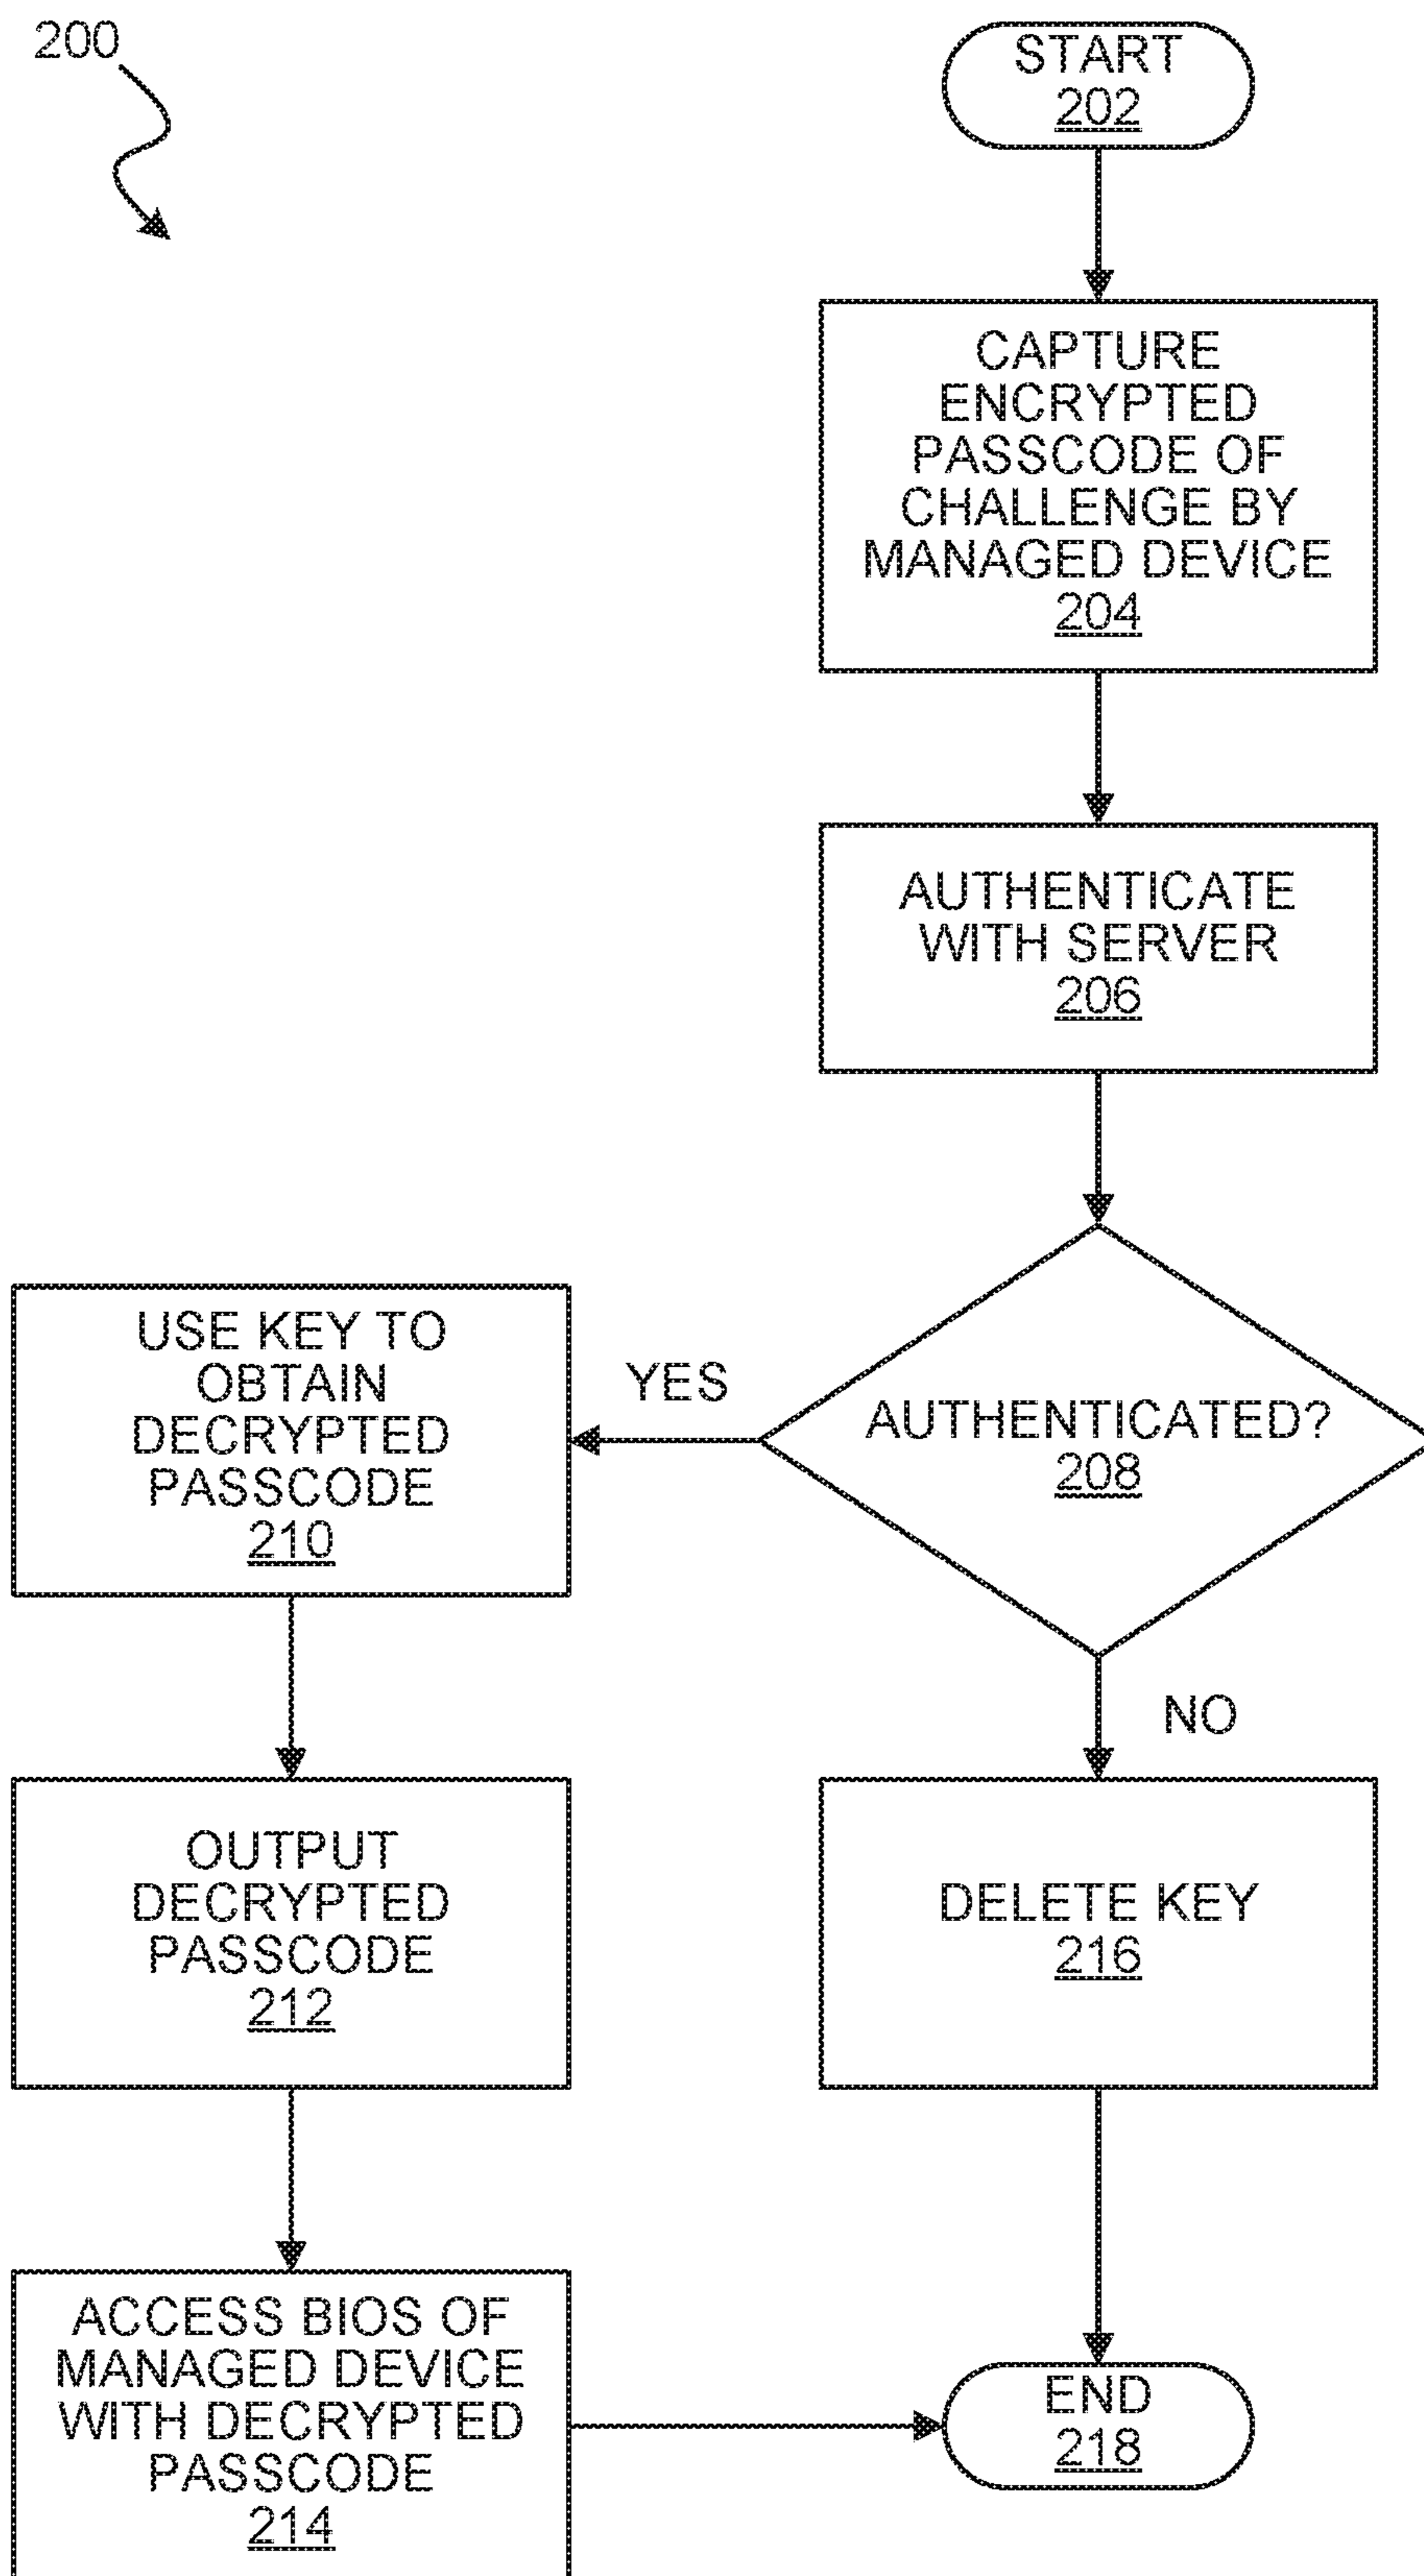 200
START
202
CAPTURE
ENCRYPTED
PASSCODE OF
CHALLENGE BY
MANAGED DEVICE
204
AUTHENTICATE
WITH SERVER
206
AUTHENTICATED?
208
YES
NO
USE KEY TO
OBTAIN
DECRYPTED
PASSCODE
210
OUTPUT
DECRYPTED
PASSCODE
212
ACCESS BIOS OF
MANAGED DEVICE
WITH DECRYPTED
PASSCODE
214
DELETE KEY
216
END
218